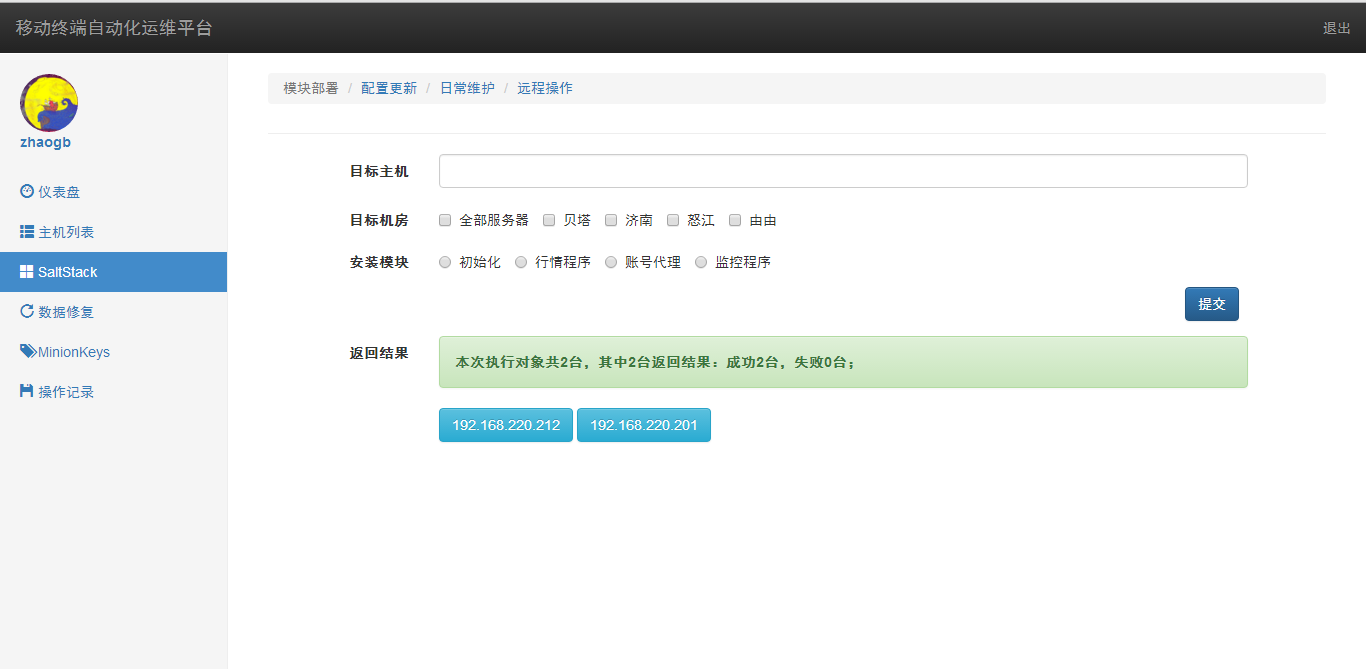 移动终端自动化运维平台
退出
zhaogb
仪表盘
主机列表
SaltStack
数据修复
MinionKeys
操作记录
模块部署 / 配置更新 / 日常维护 / 远程操作
目标主机
目标机房 全部服务器 贝塔 济南 怒江 由由
安装模块 初始化 行情程序 账号代理 监控程序
提交
返回结果 本次执行对象共2台，其中2台返回结果：成功2台，失败0台；
192.168.220.212 192.168.220.201